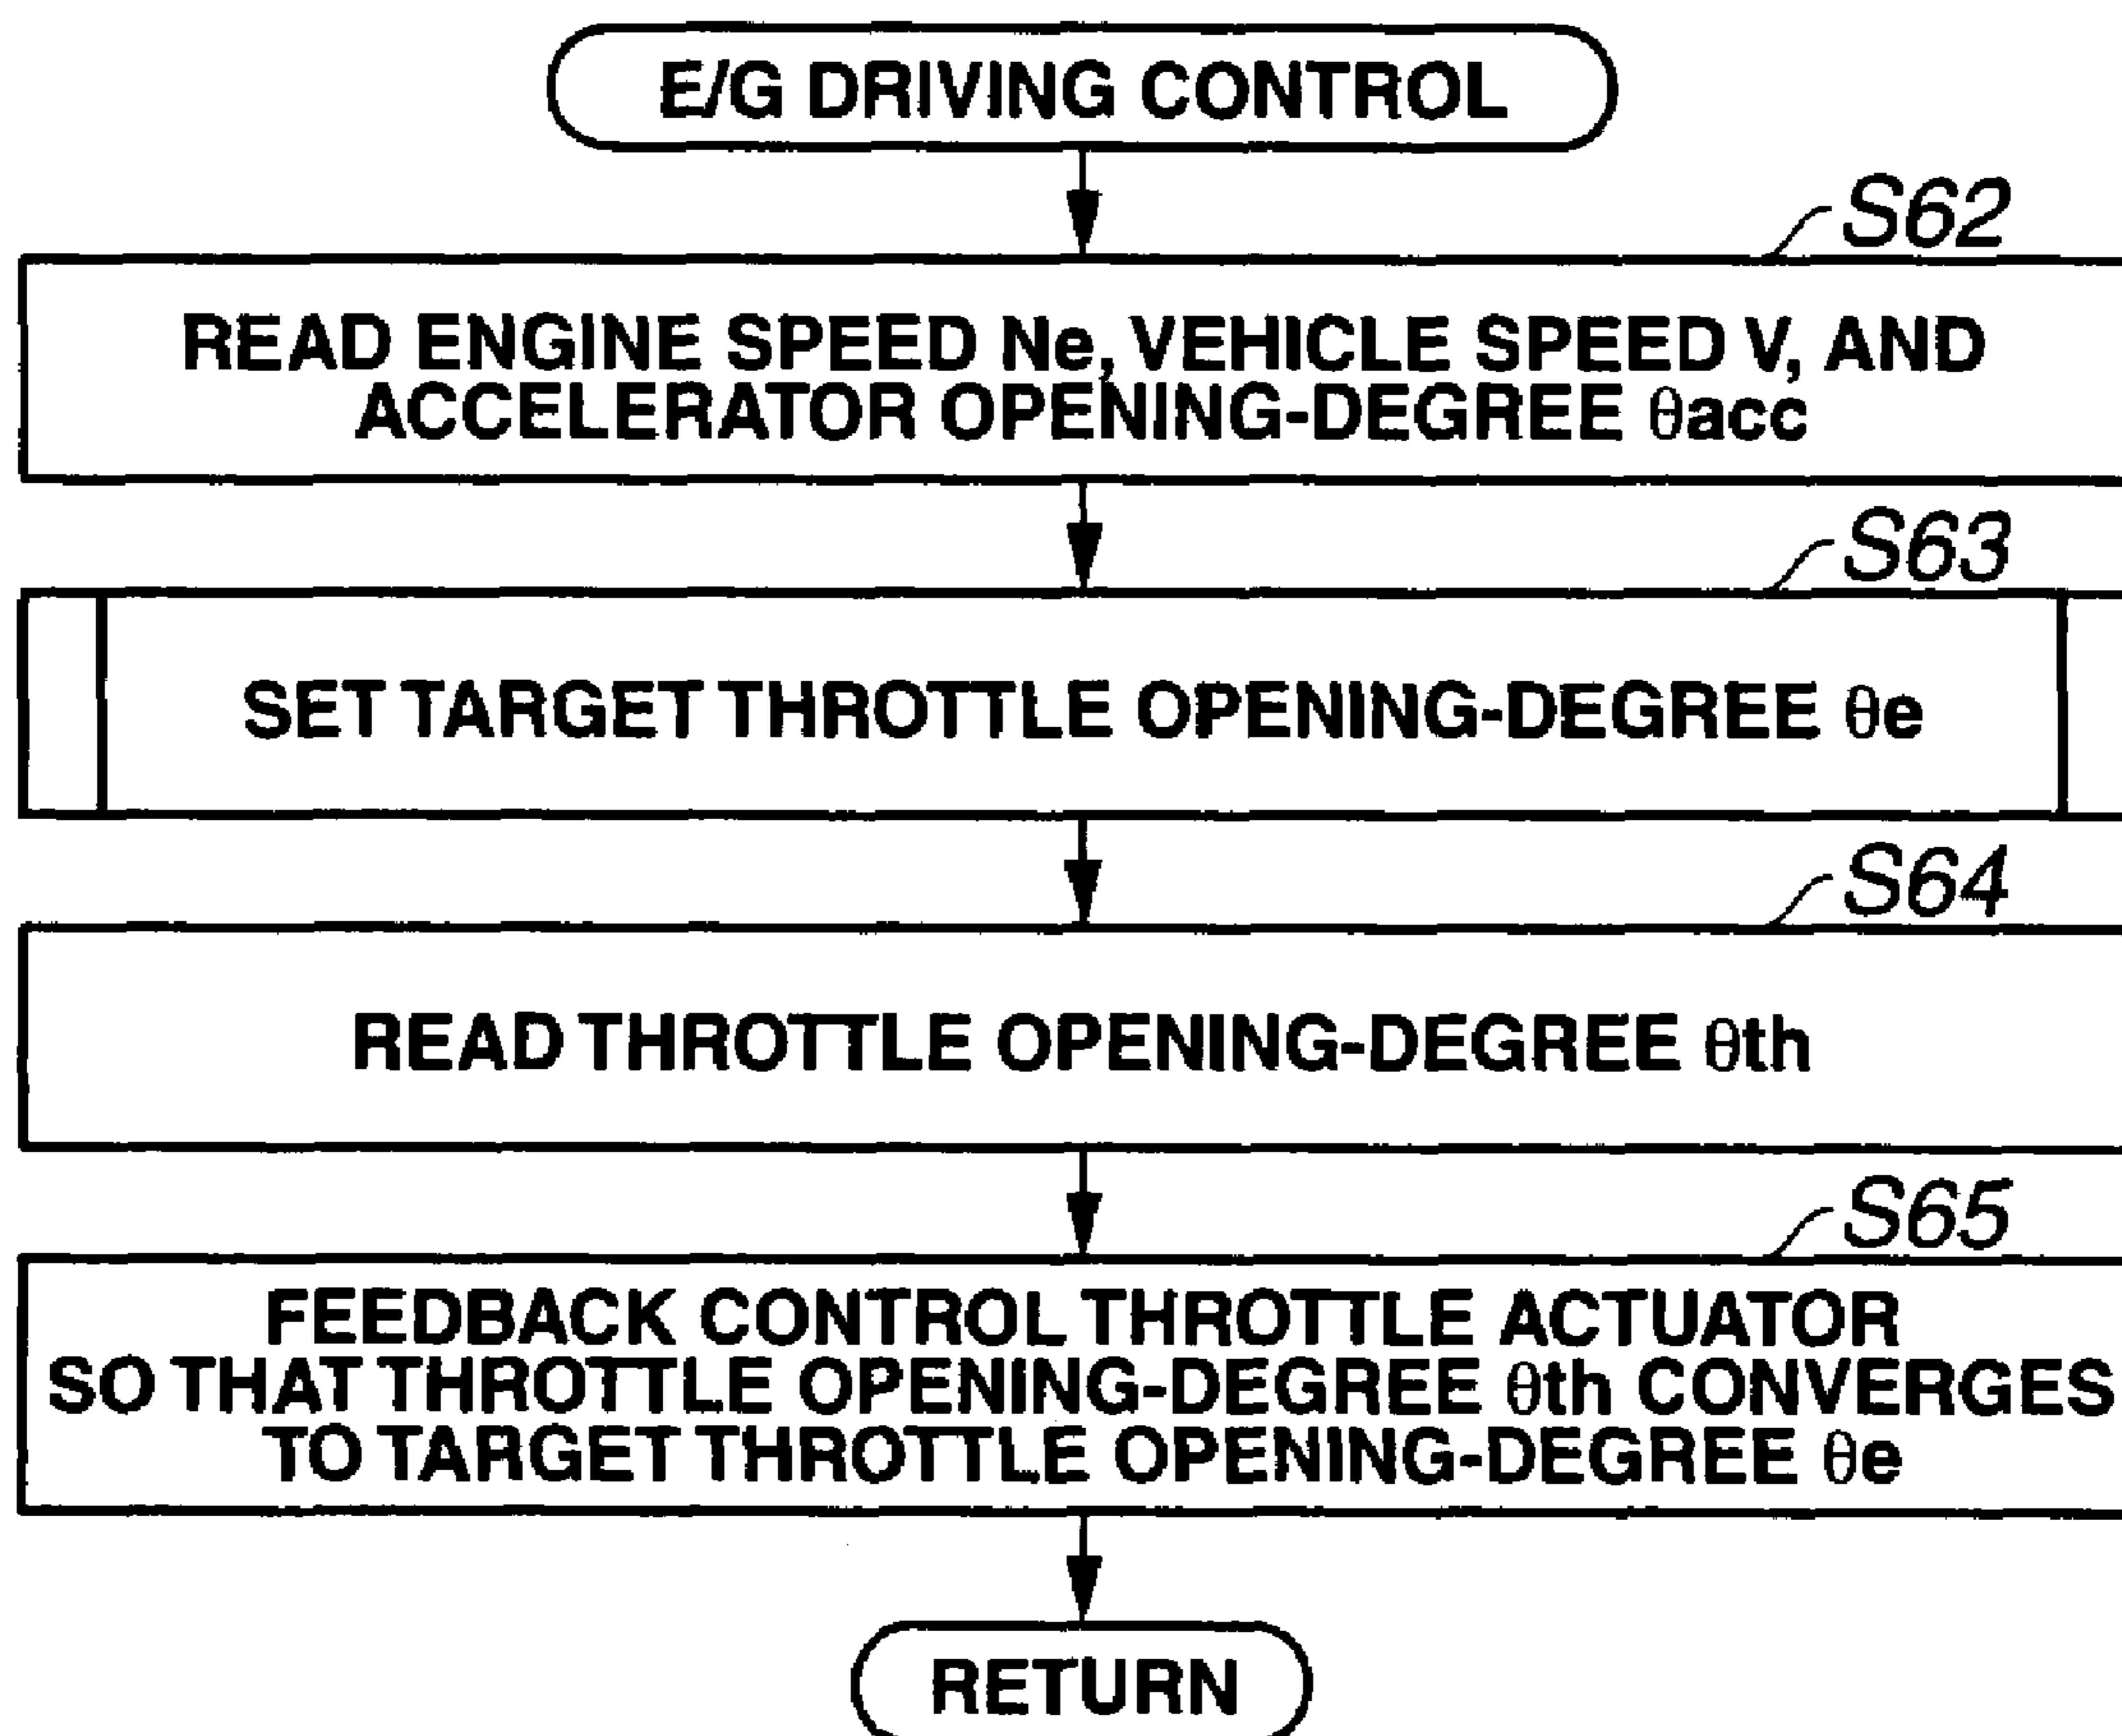 E/G DRIVING CONTROL
S62
READ ENGINE SPEED Ne, VEHICLE SPEED V, AND
ACCELERATOR OPENING-DEGREE θacc
S63
SET TARGET THROTTLE OPENING-DEGREE θe
S64
READ THROTTLE OPENING-DEGREE θth
S65
FEEDBACK CONTROL THROTTLE ACTUATOR
SO THAT THROTTLE OPENING-DEGREE θth CONVERGES
TO TARGET THROTTLE OPENING-DEGREE θe
RETURN